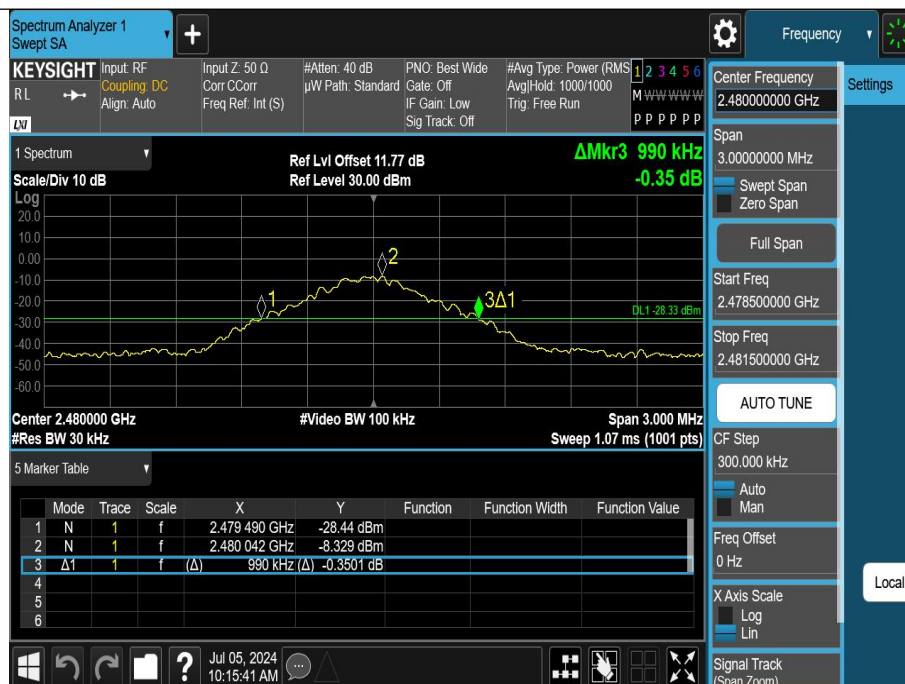 Spectrum Analyzer 1
Swept SA
+
Frequency
KEYSIGHT
RL
LXI
Input: RF
Coupling: DC
Align: Auto
Input Z: 50 Ω
Corr CCorr
Freq Ref: Int (S)
#Atten: 40 dB
µW Path: Standard
PNO: Best Wide
Gate: Off
IF Gain: Low
Sig Track: Off
#Avg Type: Power (RMS
Avg|Hold: 1000/1000
Trig: Free Run
1 2 3 4 5 6
M W W W W W
P P P P P P
1 Spectrum
Scale/Div 10 dB
Ref Lvl Offset 11.77 dB
Ref Level 30.00 dBm
ΔMkr3 990 kHz
-0.35 dB
Log
20.0
10.0
0.00
-10.0
-20.0
-30.0
-40.0
-50.0
-60.0
1
2
3Δ1
DL1 -28.33 dBm
Center 2.480000 GHz
#Res BW 30 kHz
#Video BW 100 kHz
Span 3.000 MHz
Sweep 1.07 ms (1001 pts)
5 Marker Table
Mode Trace Scale X Y Function Function Width Function Value
1 N 1 f 2.479 490 GHz -28.44 dBm
2 N 1 f 2.480 042 GHz -8.329 dBm
3 Δ1 1 f (Δ) 990 kHz (Δ) -0.3501 dB
4
5
6
Center Frequency
2.480000000 GHz
Settings
Span
3.00000000 MHz
Swept Span
Zero Span
Full Span
Start Freq
2.478500000 GHz
Stop Freq
2.481500000 GHz
AUTO TUNE
CF Step
300.000 kHz
Auto
Man
Freq Offset
0 Hz
Local
X Axis Scale
Log
Lin
Signal Track
(Span Zoom)
?
Jul 05, 2024
10:15:41 AM